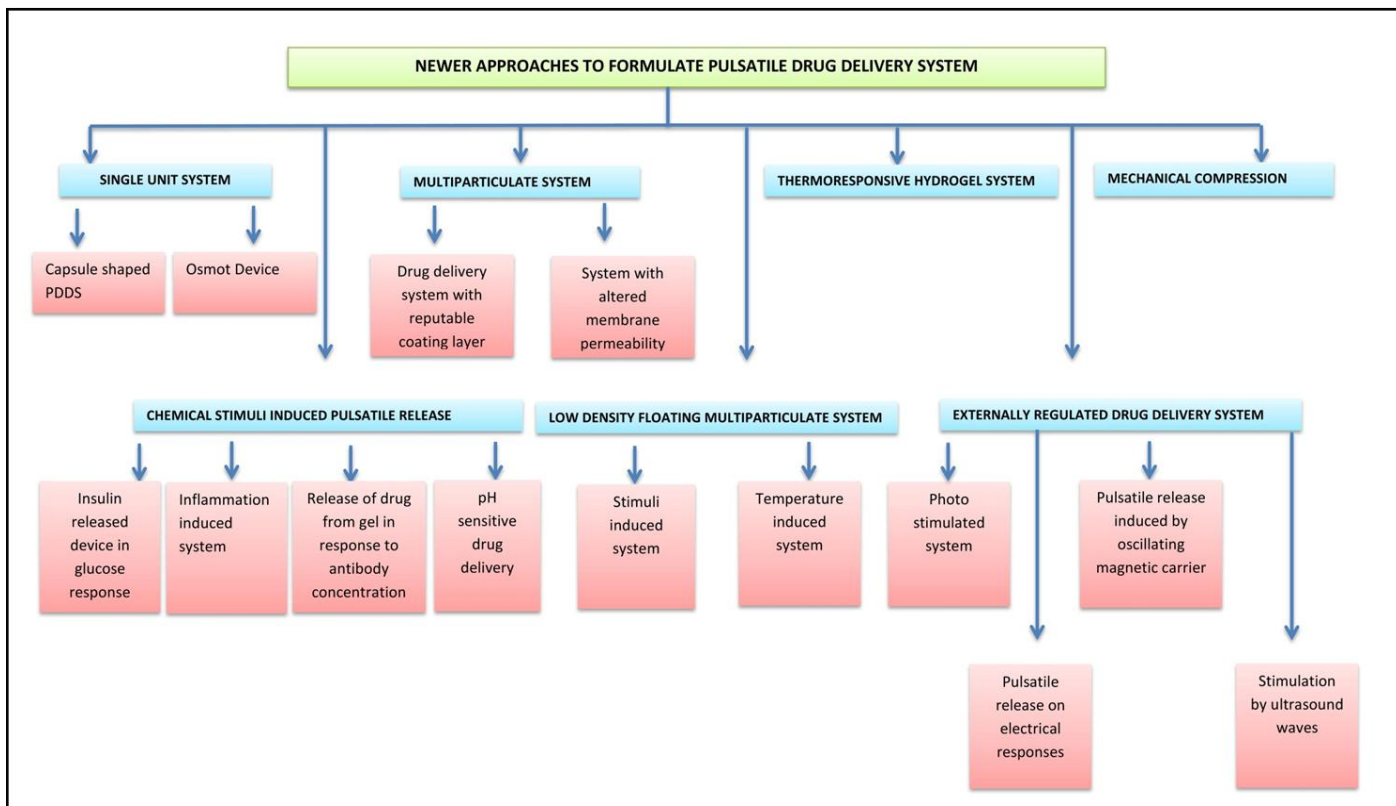 NEWER APPROACHES TO FORMULATE PULSATILE DRUG DELIVERY SYSTEM
SINGLE UNIT SYSTEM
MULTIPARTICULATE SYSTEM
THERMORESPONSIVE HYDROGEL SYSTEM
MECHANICAL COMPRESSION
Capsule shaped
PDDS
Osmot Device
Drug delivery
system with
reputable
coating layer
System with
altered
membrane
permeability
CHEMICAL STIMULI INDUCED PULSATILE RELEASE
LOW DENSITY FLOATING MULTIPARTICULATE SYSTEM
EXTERNALLY REGULATED DRUG DELIVERY SYSTEM
Insulin
released
device in
glucose
response
Inflammation
induced
system
Release of drug
from gel in
response to
antibody
concentration
pH
sensitive
drug
delivery
Stimuli
induced
system
Temperature
induced
system
Photo
stimulated
system
Pulsatile release
induced by
oscillating
magnetic carrier
Pulsatile
release on
electrical
responses
Stimulation
by ultrasound
waves